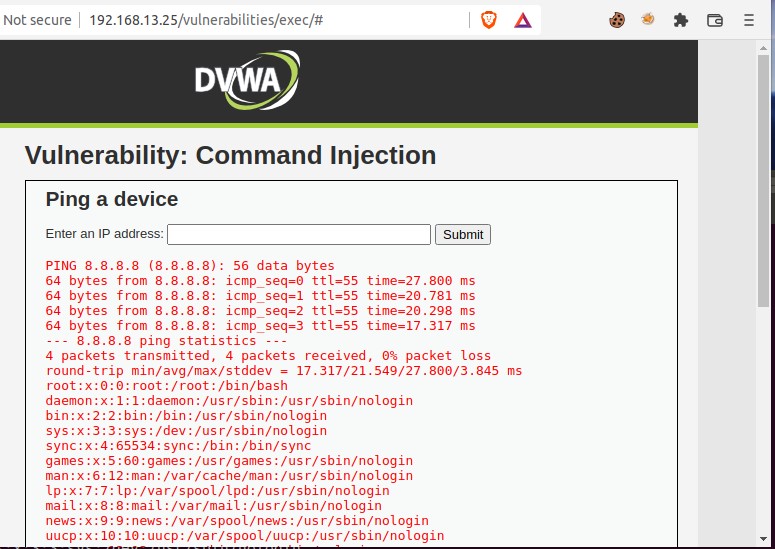 Not secure 192.168.13.25/vulnerabilities/exec/#
DVWA
Vulnerability: Command Injection
Ping a device
Enter an IP address: Submit
PING 8.8.8.8 (8.8.8.8): 56 data bytes
64 bytes from 8.8.8.8: icmp_seq=0 ttl=55 time=27.800 ms
64 bytes from 8.8.8.8: icmp_seq=1 ttl=55 time=20.781 ms
64 bytes from 8.8.8.8: icmp_seq=2 ttl=55 time=20.298 ms
64 bytes from 8.8.8.8: icmp_seq=3 ttl=55 time=17.317 ms
--- 8.8.8.8 ping statistics ---
4 packets transmitted, 4 packets received, 0% packet loss
round-trip min/avg/max/stddev = 17.317/21.549/27.800/3.845 ms
root:x:0:0:root:/root:/bin/bash
daemon:x:1:1:daemon:/usr/sbin:/usr/sbin/nologin
bin:x:2:2:bin:/bin:/usr/sbin/nologin
sys:x:3:3:sys:/dev:/usr/sbin/nologin
sync:x:4:65534:sync:/bin:/bin/sync
games:x:5:60:games:/usr/games:/usr/sbin/nologin
man:x:6:12:man:/var/cache/man:/usr/sbin/nologin
lp:x:7:7:lp:/var/spool/lpd:/usr/sbin/nologin
mail:x:8:8:mail:/var/mail:/usr/sbin/nologin
news:x:9:9:news:/var/spool/news:/usr/sbin/nologin
uucp:x:10:10:uucp:/var/spool/uucp:/usr/sbin/nologin